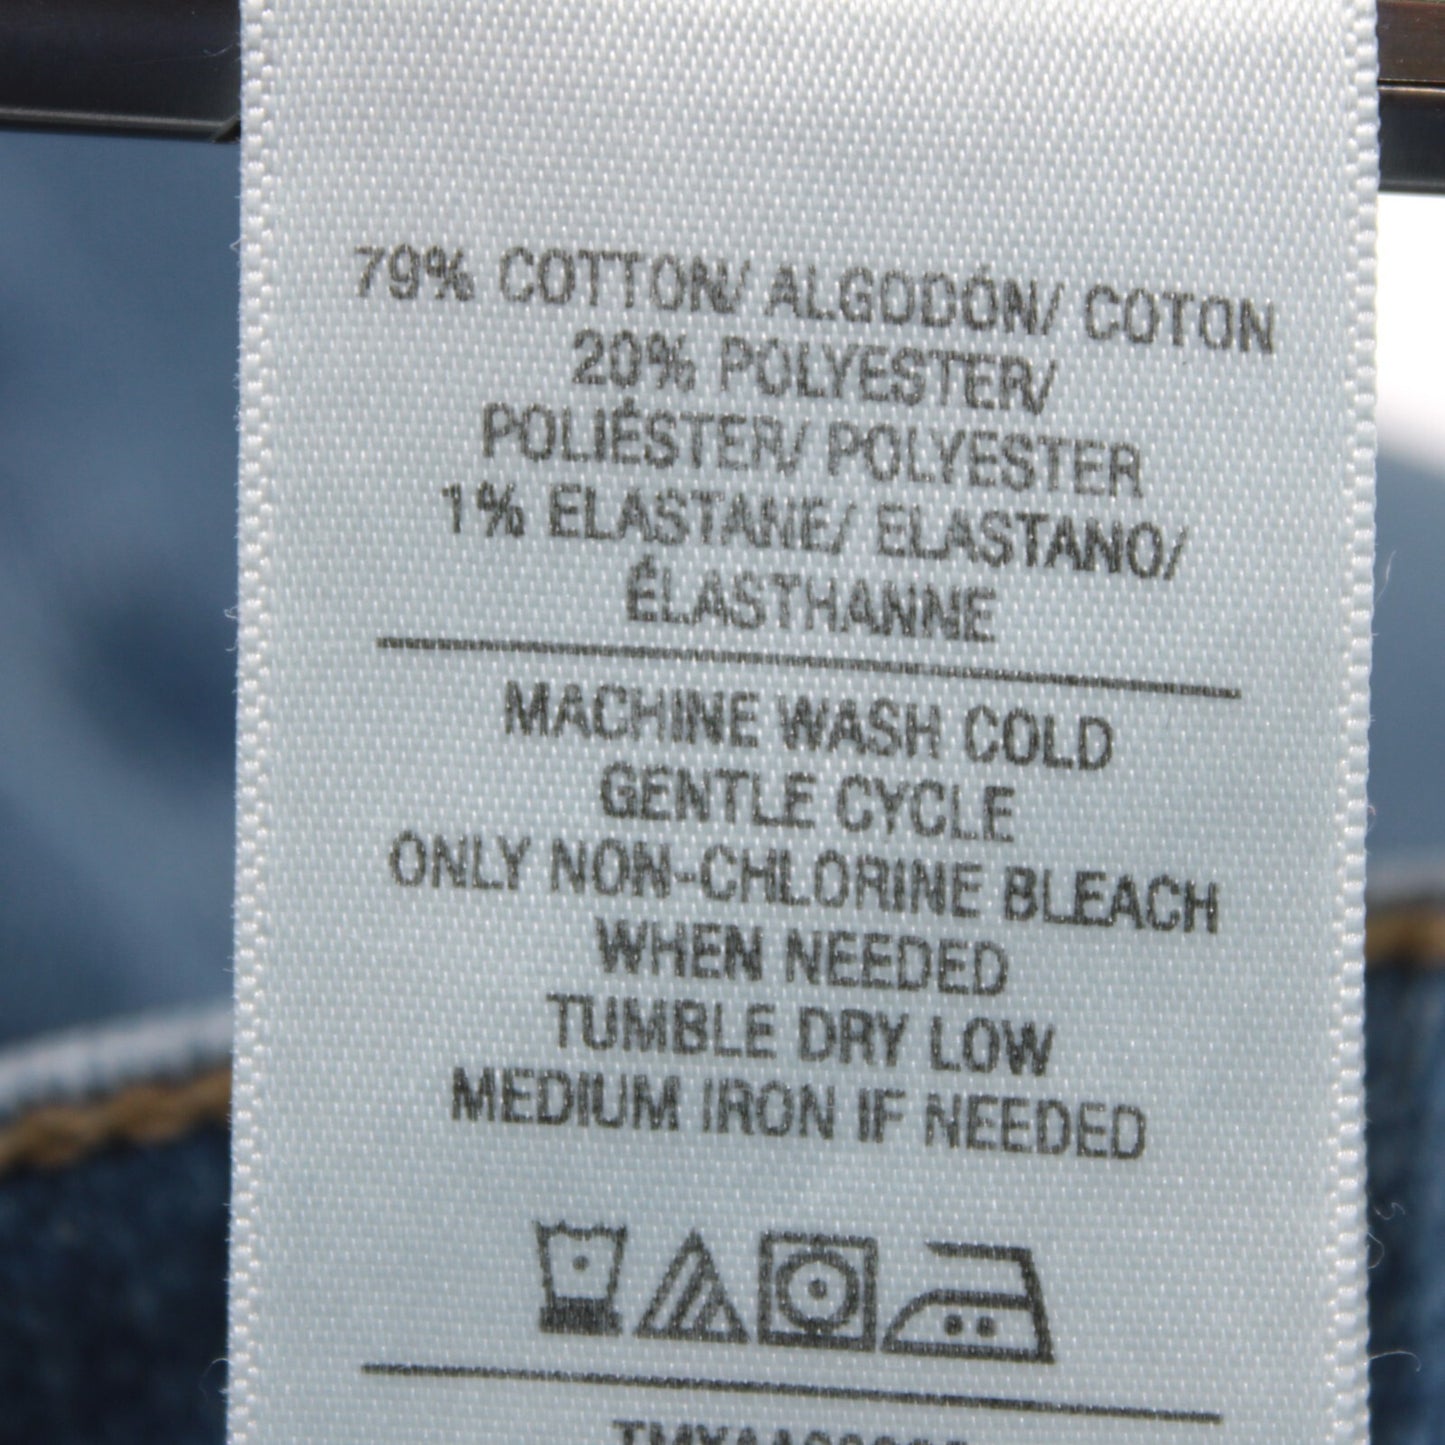 79% COTTON/ ALGODÓN/ COTON
20% POLYESTER/
POLIÉSTER/ POLYESTER
1% ELASTANE/ ELASTANO/
ÉLASTHANNE
MACHINE WASH COLD
GENTLE CYCLE
ONLY NON-CHLORINE BLEACH
WHEN NEEDED
TUMBLE DRY LOW
MEDIUM IRON IF NEEDED